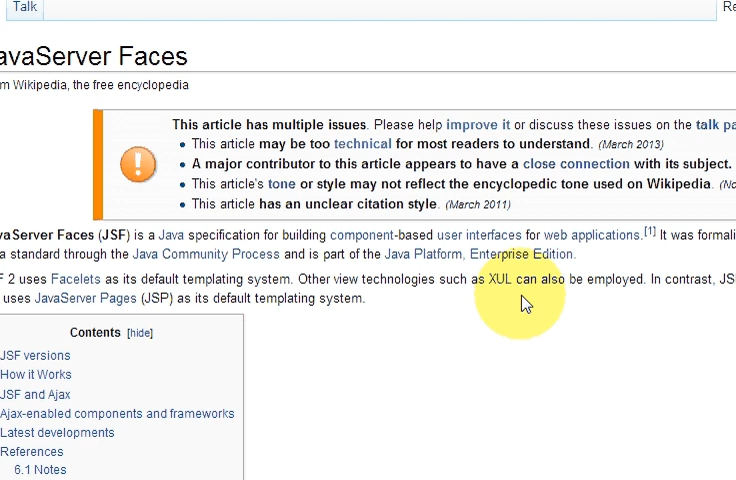 Talk
Re
avaServer Faces
m Wikipedia, the free encyclopedia
This article has multiple issues. Please help improve it or discuss these issues on the talk pa
• This article may be too technical for most readers to understand. (March 2013)
• A major contributor to this article appears to have a close connection with its subject.
• This article's tone or style may not reflect the encyclopedic tone used on Wikipedia. (No
• This article has an unclear citation style. (March 2011)
vaServer Faces (JSF) is a Java specification for building component-based user interfaces for web applications.[1] It was formali
a standard through the Java Community Process and is part of the Java Platform, Enterprise Edition.
F 2 uses Facelets as its default templating system. Other view technologies such as XUL can also be employed. In contrast, JS
uses JavaServer Pages (JSP) as its default templating system.
Contents [hide]
JSF versions
How it Works
JSF and Ajax
Ajax-enabled components and frameworks
Latest developments
References
6.1 Notes